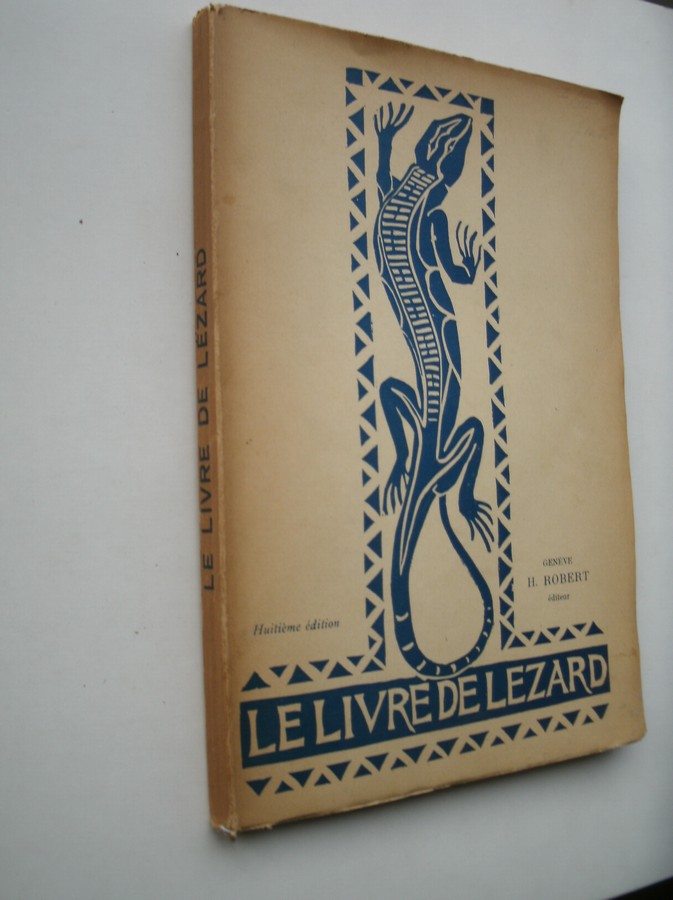 LE LIVRE DE LÉZARD
GENÈVE
H. ROBERT
éditeur
Huitième édition
LE LIVRE DE LEZARD